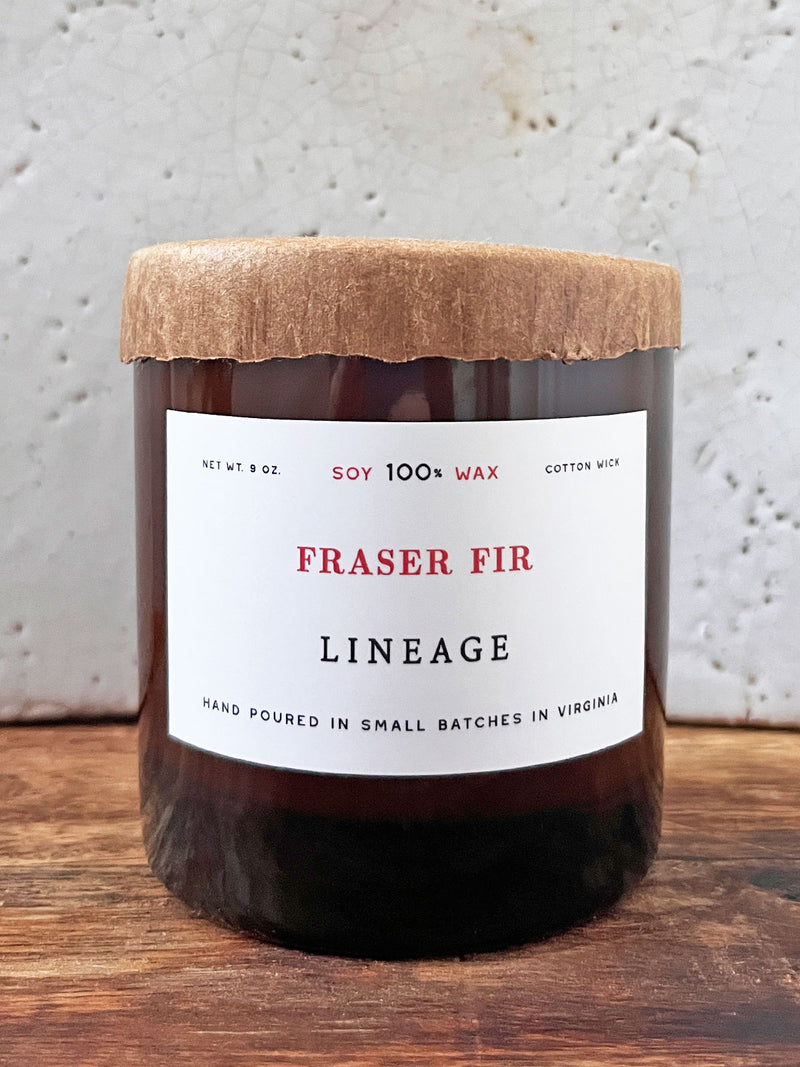 NET WT. 9 OZ. SOY 100% WAX COTTON WICK
FRASER FIR
LINEAGE
HAND POURED IN SMALL BATCHES IN VIRGINIA